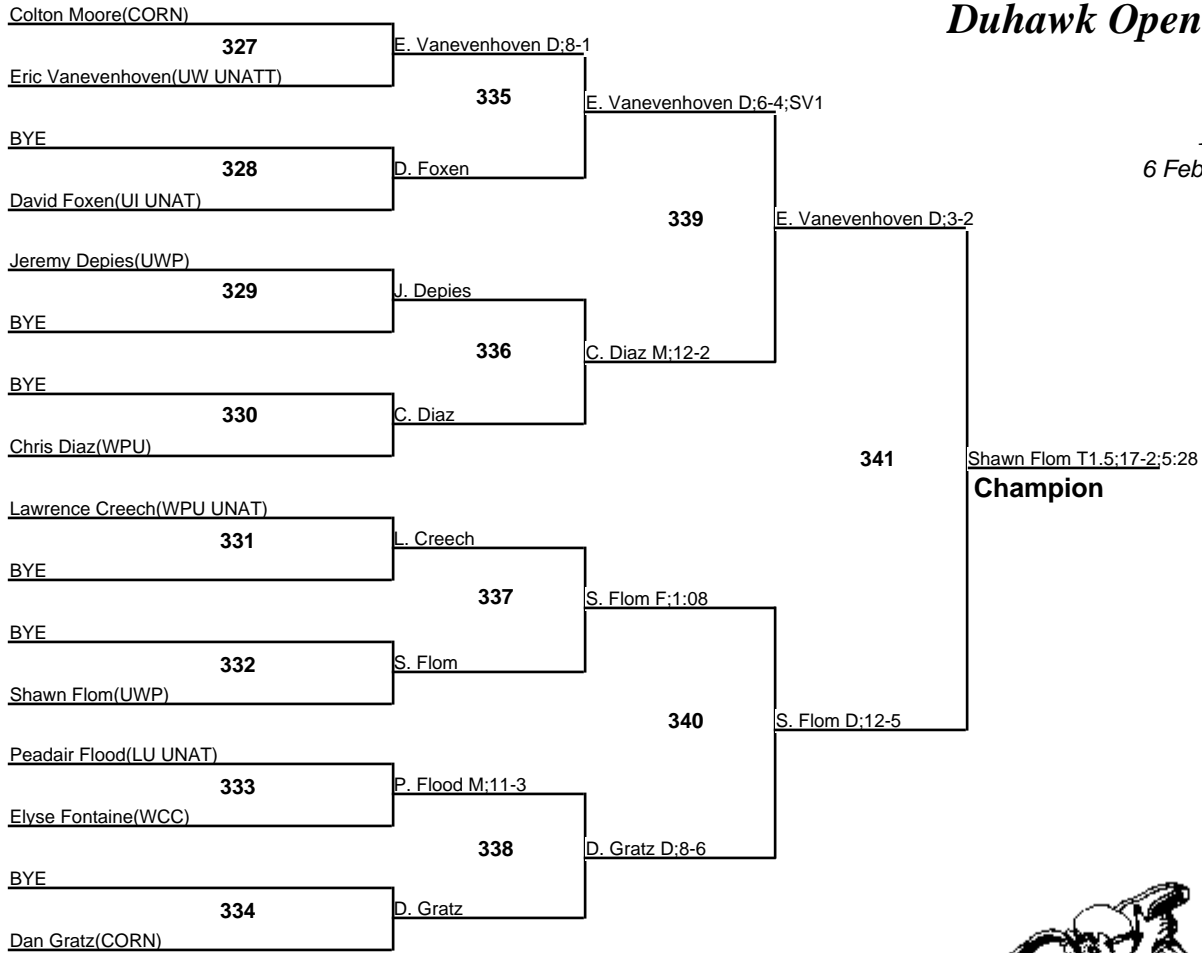 Duhawk Open
6 Feb
Colton Moore(CORN)
327
Eric Vanevenhoven(UW UNATT)
E. Vanevenhoven D;8-1
335
BYE
328
David Foxen(UI UNAT)
D. Foxen
E. Vanevenhoven D;6-4;SV1
339
Jeremy Depies(UWP)
329
BYE
J. Depies
336
BYE
330
Chris Diaz(WPU)
C. Diaz
C. Diaz M;12-2
E. Vanevenhoven D;3-2
341
Lawrence Creech(WPU UNAT)
331
BYE
L. Creech
337
BYE
332
Shawn Flom(UWP)
S. Flom
S. Flom F;1:08
340
Peadair Flood(LU UNAT)
333
Elyse Fontaine(WCC)
P. Flood M;11-3
338
BYE
334
Dan Gratz(CORN)
D. Gratz
D. Gratz D;8-6
S. Flom D;12-5
Shawn Flom T1.5;17-2;5:28
Champion